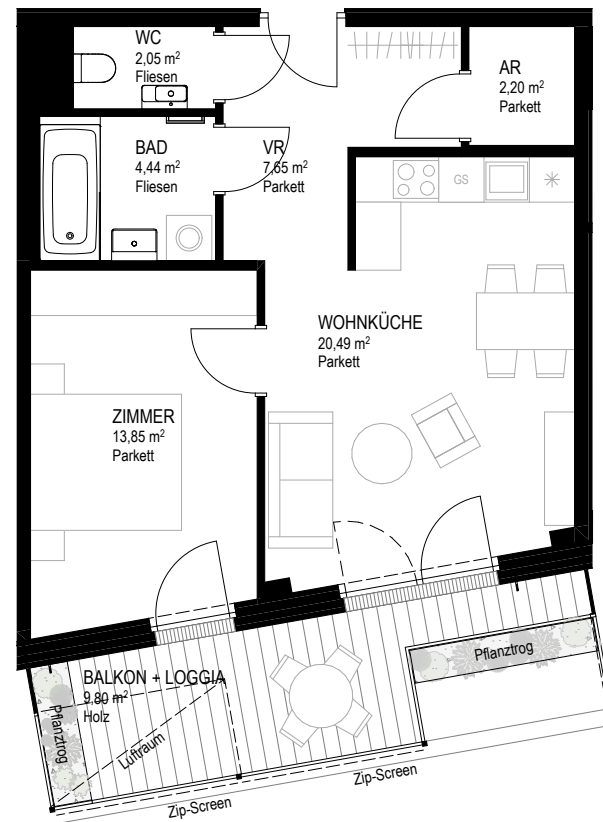 WC
2,05 m²
Fliesen
AR
2,20 m²
Parkett
BAD
4,44 m²
Fliesen
VR
7,65 m²
Parkett
GS
WOHNKÜCHE
20,49 m²
Parkett
ZIMMER
13,85 m²
Parkett
Pflanztrog
BALKON + LOGGIA
9,80 m²
Holz
Pflanztrog
Luftraum
Zip-Screen
Zip-Screen